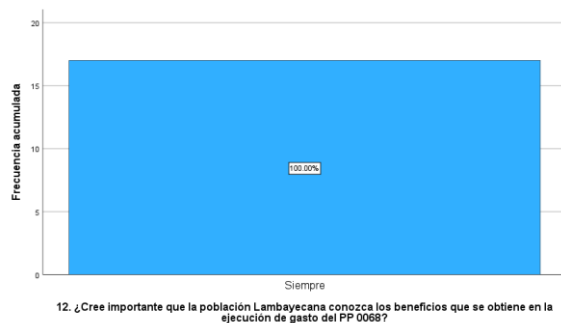 20
15
10
5
0
Frecuencia acumulada
100.00%
Siempre
12. ¿Cree importante que la población Lambayecana conozca los beneficios que se obtiene en la
ejecución de gasto del PP 0068?